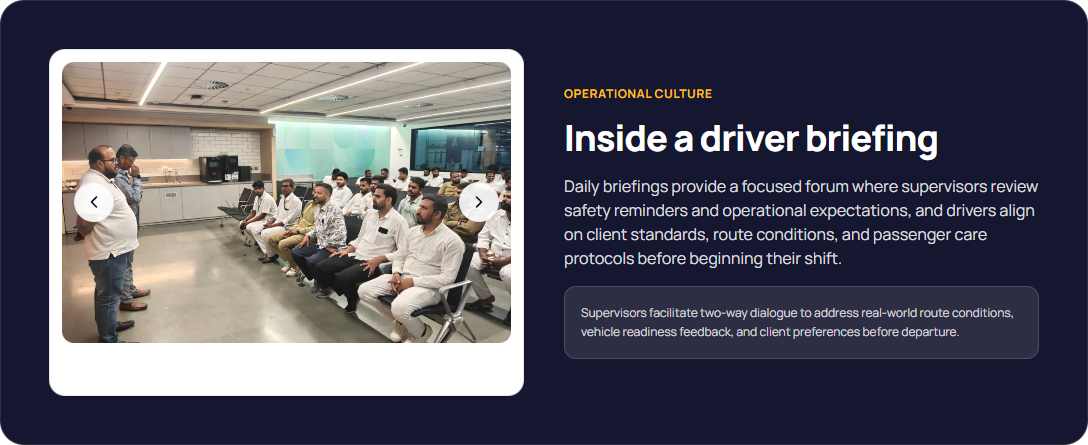 OPERATIONAL CULTURE
Inside a driver briefing
Daily briefings provide a focused forum where supervisors review
safety reminders and operational expectations, and drivers align
on client standards, route conditions, and passenger care
protocols before beginning their shift.
Supervisors facilitate two-way dialogue to address real-world route conditions,
vehicle readiness feedback, and client preferences before departure.